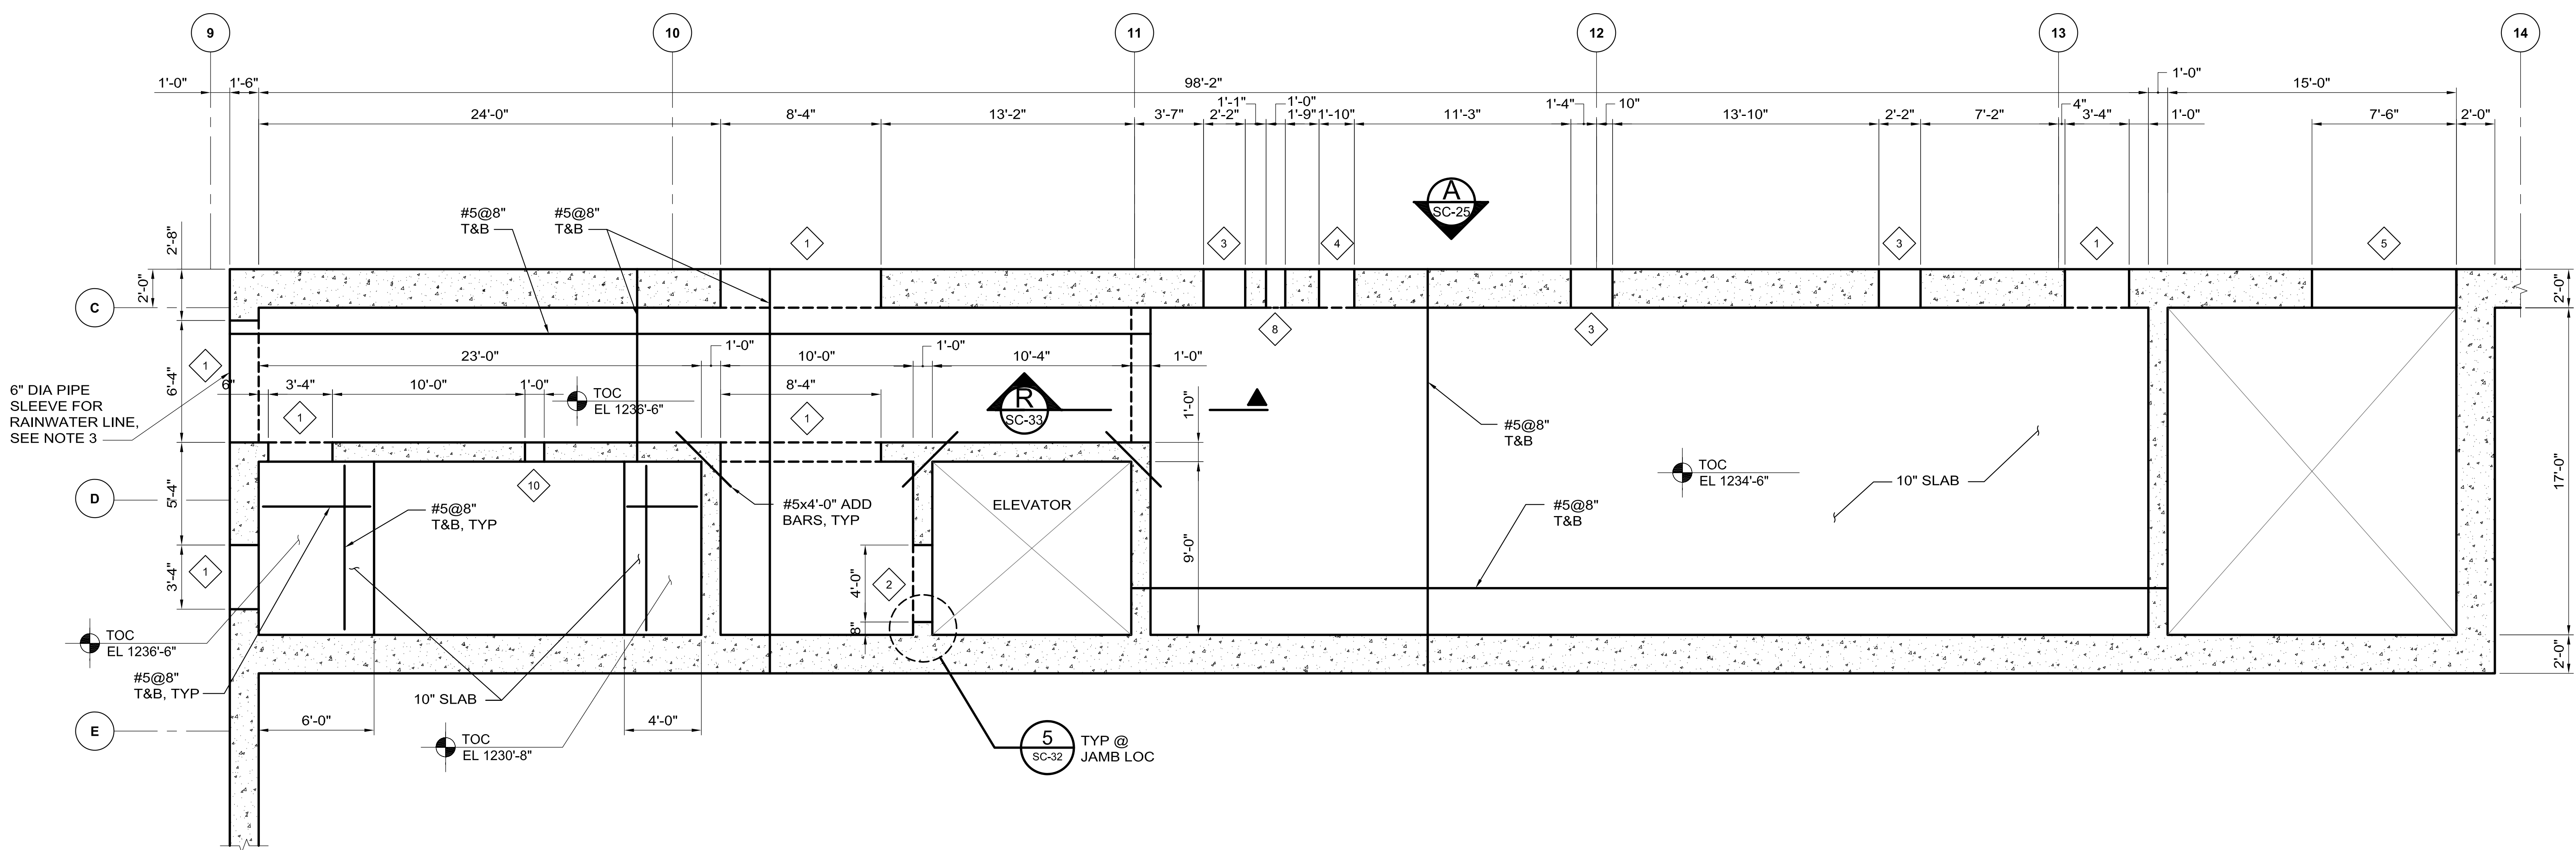 9
10
11
12
13
14
1'-0"
1'-6"
98'-2"
1'-0"
15'-0"
24'-0"
8'-4"
13'-2"
3'-7"
2'-2"
1'-1"
1'-0"
1'-9"
1'-10"
11'-3"
1'-4"
10"
13'-10"
2'-2"
7'-2"
4"
3'-4"
1'-0"
7'-6"
2'-0"
A
SC-25
#5@8"
T&B
#5@8"
T&B
1
3
4
3
1
5
2'-8"
2'-0"
2'-0"
C
8
3
23'-0"
1'-0"
10'-0"
1'-0"
10'-4"
1'-0"
1
6'-4"
6"
3'-4"
10'-0"
1'-0"
8'-4"
TOC
EL 1236'-6"
R
SC-33
1'-0"
6" DIA PIPE
SLEEVE FOR
RAINWATER LINE,
SEE NOTE 3
1
1
#5@8"
T&B
TOC
EL 1234'-6"
10" SLAB
17'-0"
D
5'-4"
10
#5@8"
T&B, TYP
#5x4'-0" ADD
BARS, TYP
ELEVATOR
#5@8"
T&B
9'-0"
1
3'-4"
4'-0"
2
8"
TOC
EL 1236'-6"
#5@8"
T&B, TYP
10" SLAB
2'-0"
E
6'-0"
4'-0"
TOC
EL 1230'-8"
5
SC-32
TYP @
JAMB LOC